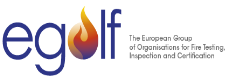 egolf
The European Group
of Organisations for Fire Testing,
Inspection and Certification